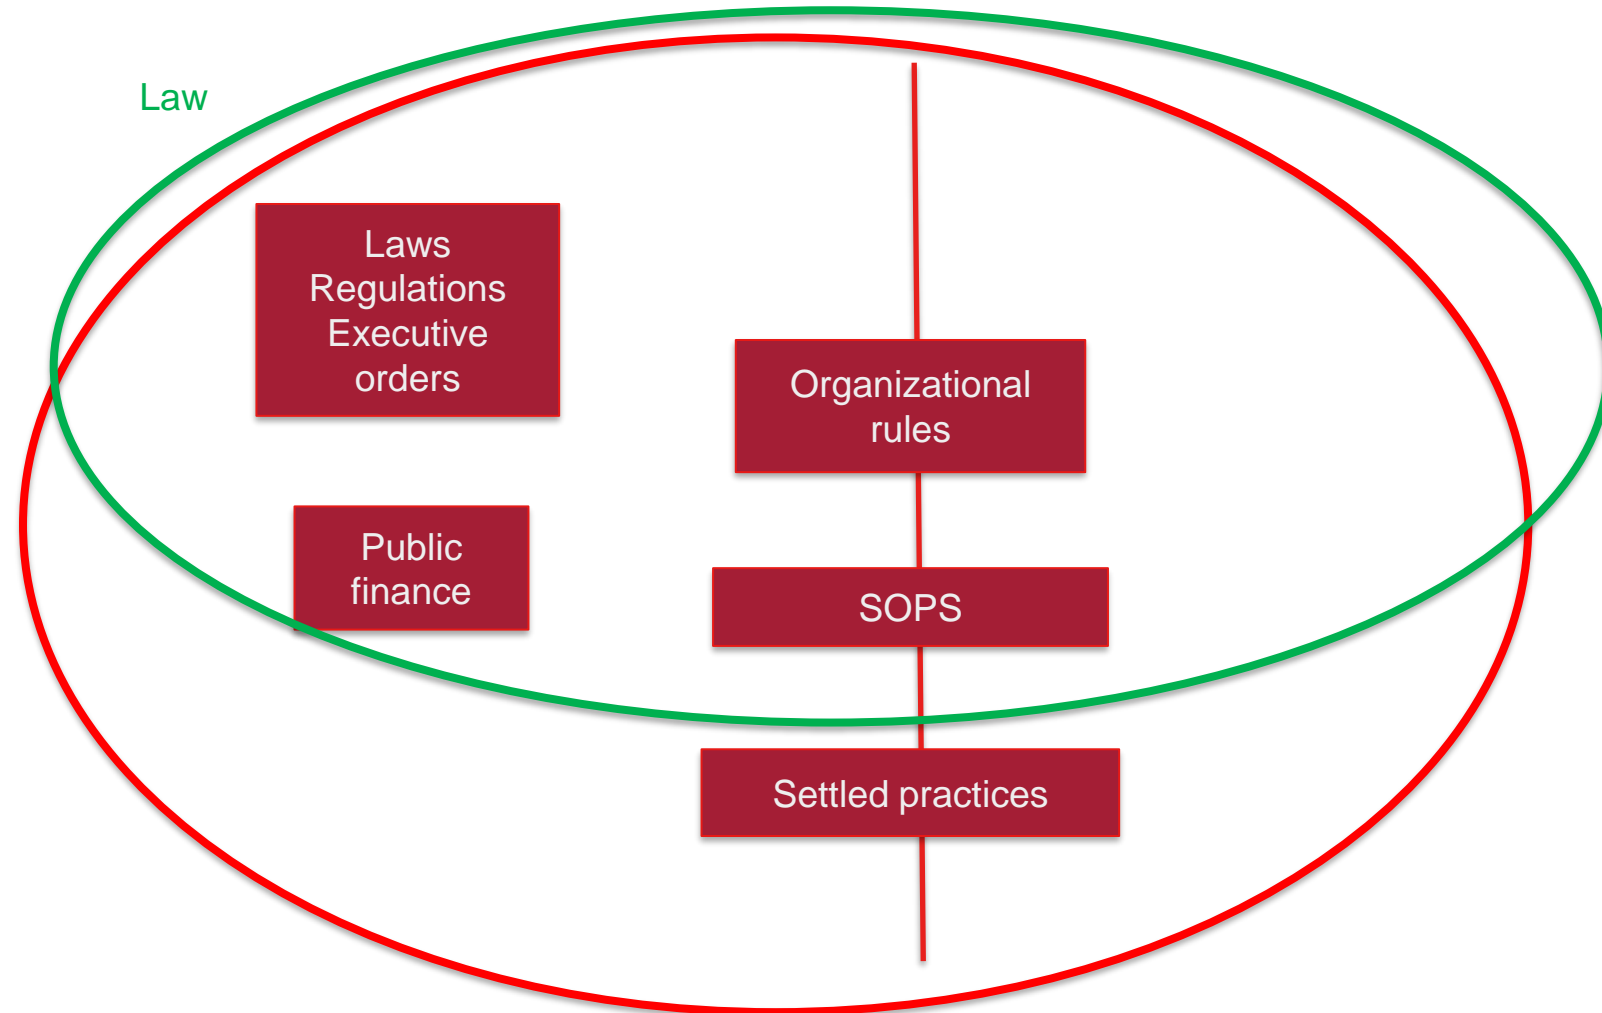 Law
Laws
Regulations
Executive
orders
Organizational
rules
Public
finance
SOPS
Settled practices